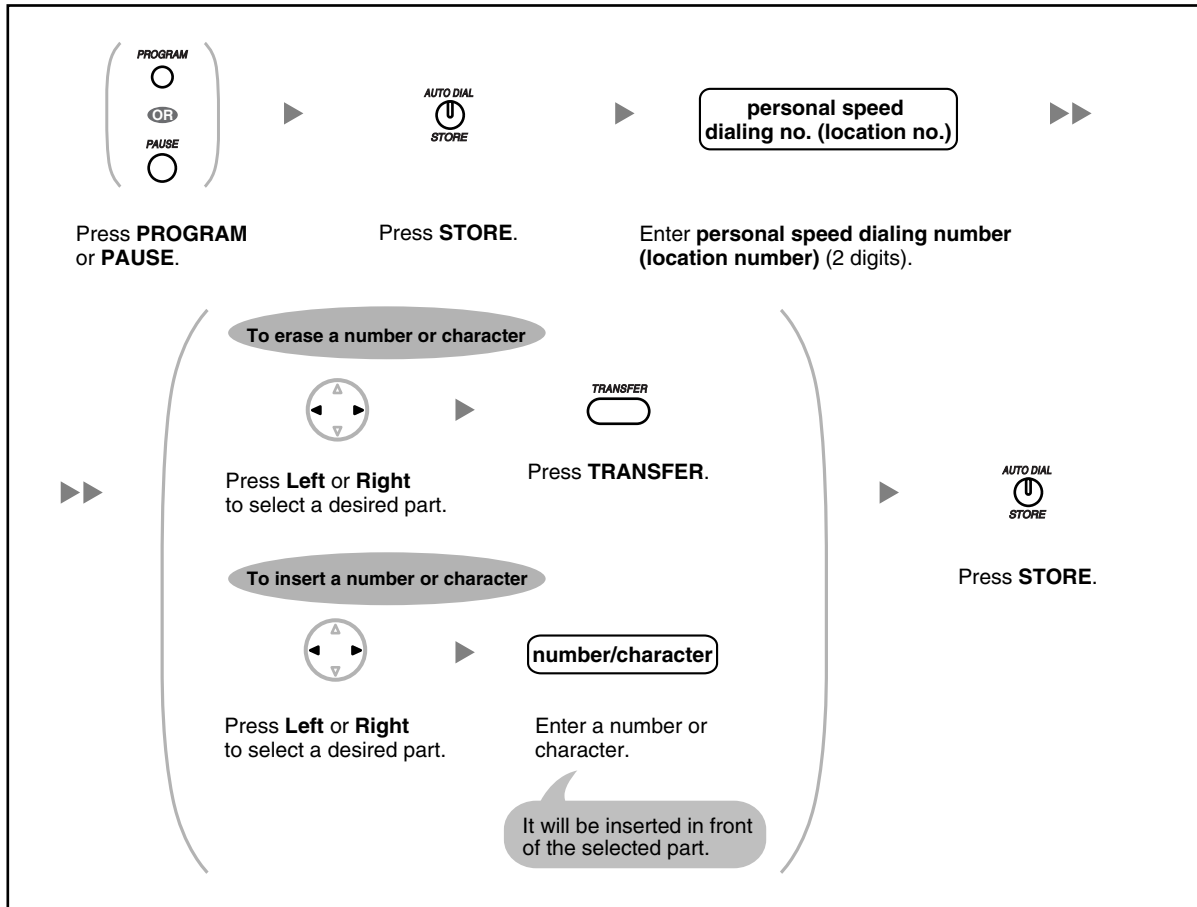 PROGRAM
OR
PAUSE
AUTO DIAL
STORE
personal speed
dialing no. (location no.)
Press PROGRAM
or PAUSE.
Press STORE.
Enter personal speed dialing number
(location number) (2 digits).
To erase a number or character
TRANSFER
Press Left or Right
to select a desired part.
Press TRANSFER.
To insert a number or character
number/character
Press Left or Right
to select a desired part.
Enter a number or
character.
It will be inserted in front
of the selected part.
AUTO DIAL
STORE
Press STORE.